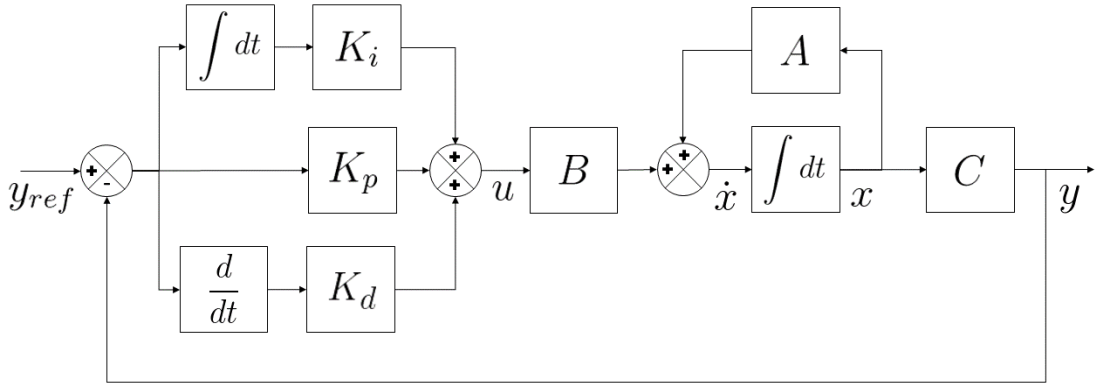 ∫ dt
K_i
A
+
+
+
-
y_ref
K_p
+
+
u
B
+
ẋ
∫ dt
x
C
y
d/dt
K_d